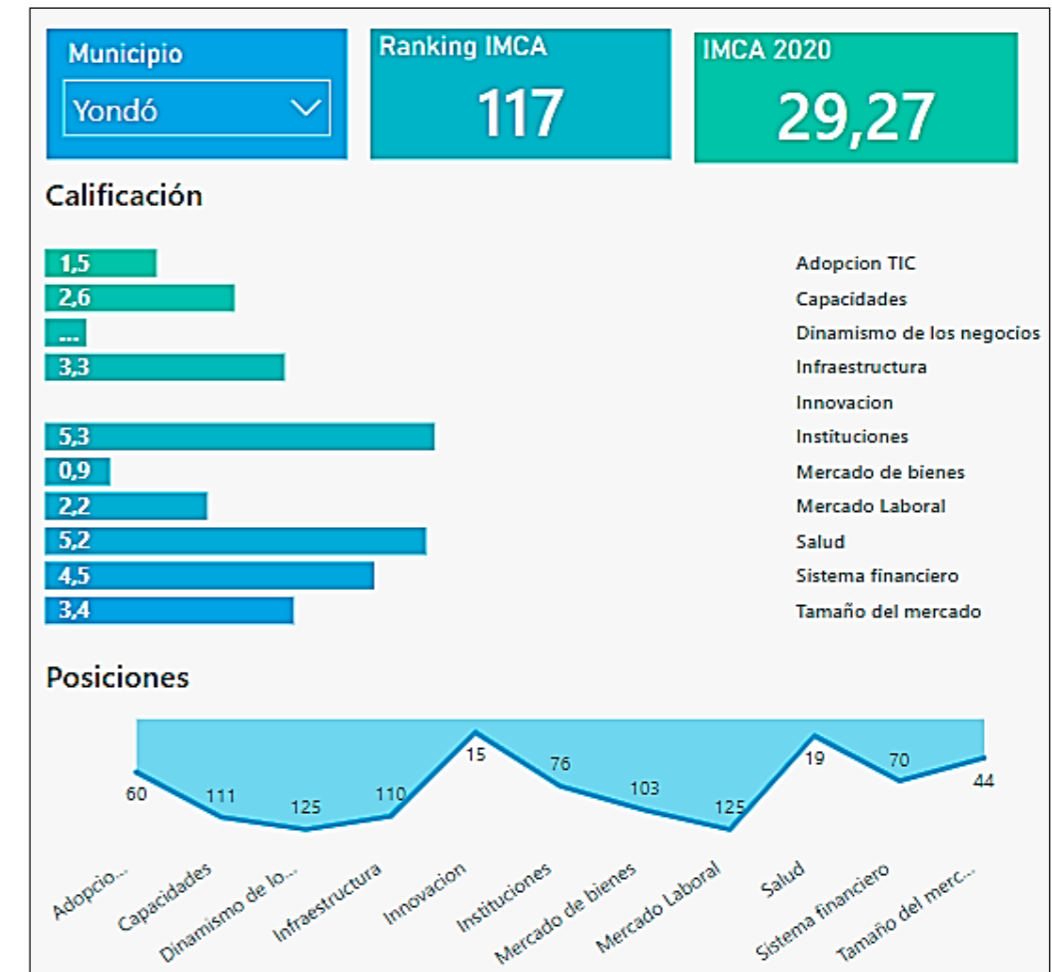 Municipio
Yondó
Ranking IMCA
117
IMCA 2020
29,27
Calificación
1,5 Adopcion TIC
2,6 Capacidades
... Dinamismo de los negocios
3,3 Infraestructura
Innovacion
5,3 Instituciones
0,9 Mercado de bienes
2,2 Mercado Laboral
5,2 Salud
4,5 Sistema financiero
3,4 Tamaño del mercado
Posiciones
60 111 125 110 15 76 103 125 19 70 44
Adopcio... Capacidades Dinamismo de lo... Infraestructura Innovacion Instituciones Mercado de bienes Mercado Laboral Salud Sistema financiero Tamaño del merc...